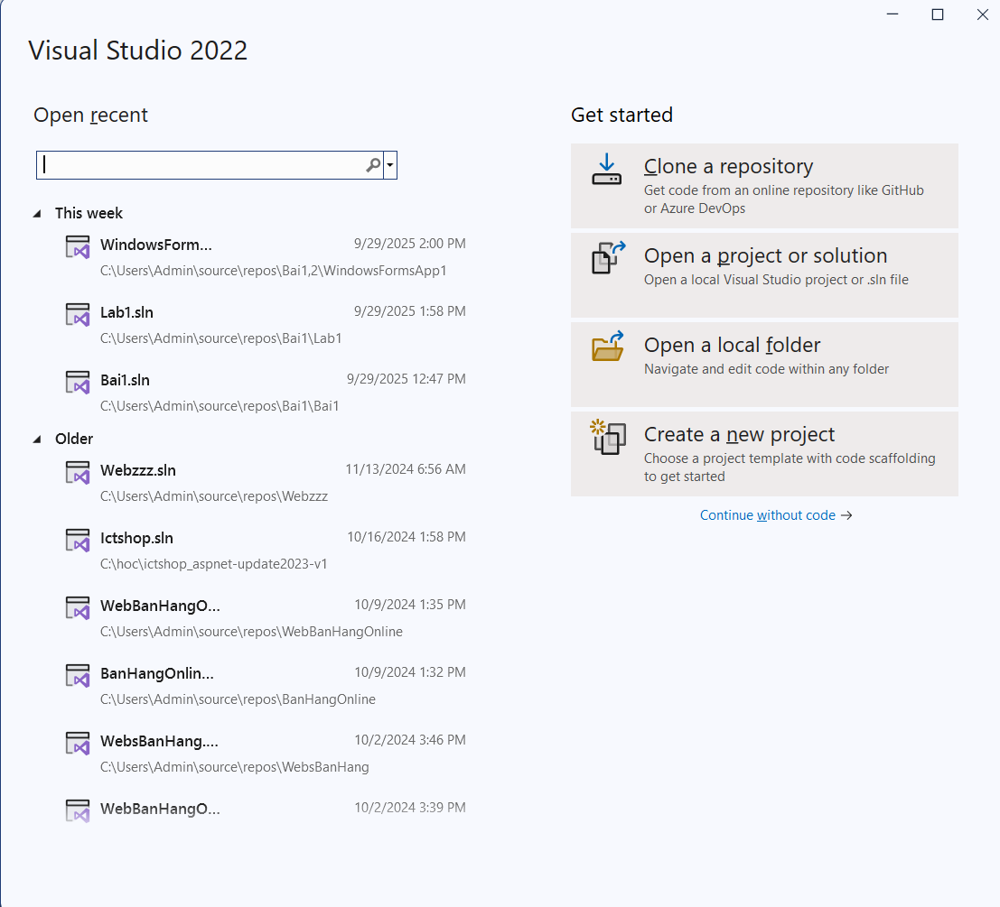 Visual Studio 2022
Open recent
This week
WindowsForm... 9/29/2025 2:00 PM
C:\Users\Admin\source\repos\Bai1,2\WindowsFormsApp1
Lab1.sln 9/29/2025 1:58 PM
C:\Users\Admin\source\repos\Bai1\Lab1
Bai1.sln 9/29/2025 12:47 PM
C:\Users\Admin\source\repos\Bai1\Bai1
Older
Webzzz.sln 11/13/2024 6:56 AM
C:\Users\Admin\source\repos\Webzzz
Ictshop.sln 10/16/2024 1:58 PM
C:\hoc\ictshop_aspnet-update2023-v1
WebBanHangO... 10/9/2024 1:35 PM
C:\Users\Admin\source\repos\WebBanHangOnline
BanHangOnlin... 10/9/2024 1:32 PM
C:\Users\Admin\source\repos\BanHangOnline
WebsBanHang.... 10/2/2024 3:46 PM
C:\Users\Admin\source\repos\WebsBanHang
WebBanHangO... 10/2/2024 3:39 PM
Get started
Clone a repository
Get code from an online repository like GitHub
or Azure DevOps
Open a project or solution
Open a local Visual Studio project or .sln file
Open a local folder
Navigate and edit code within any folder
Create a new project
Choose a project template with code scaffolding
to get started
Continue without code →